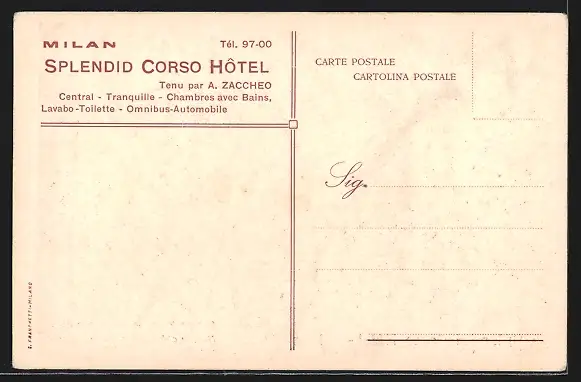 MILAN Tél. 97-00
SPLENDID CORSO HÔTEL
Tenu par A. ZACCHEO
Central - Tranquille - Chambres avec Bains,
Lavabo-Toilette - Omnibus-Automobile
CARTE POSTALE
CARTOLINA POSTALE
Sig.
MILANO